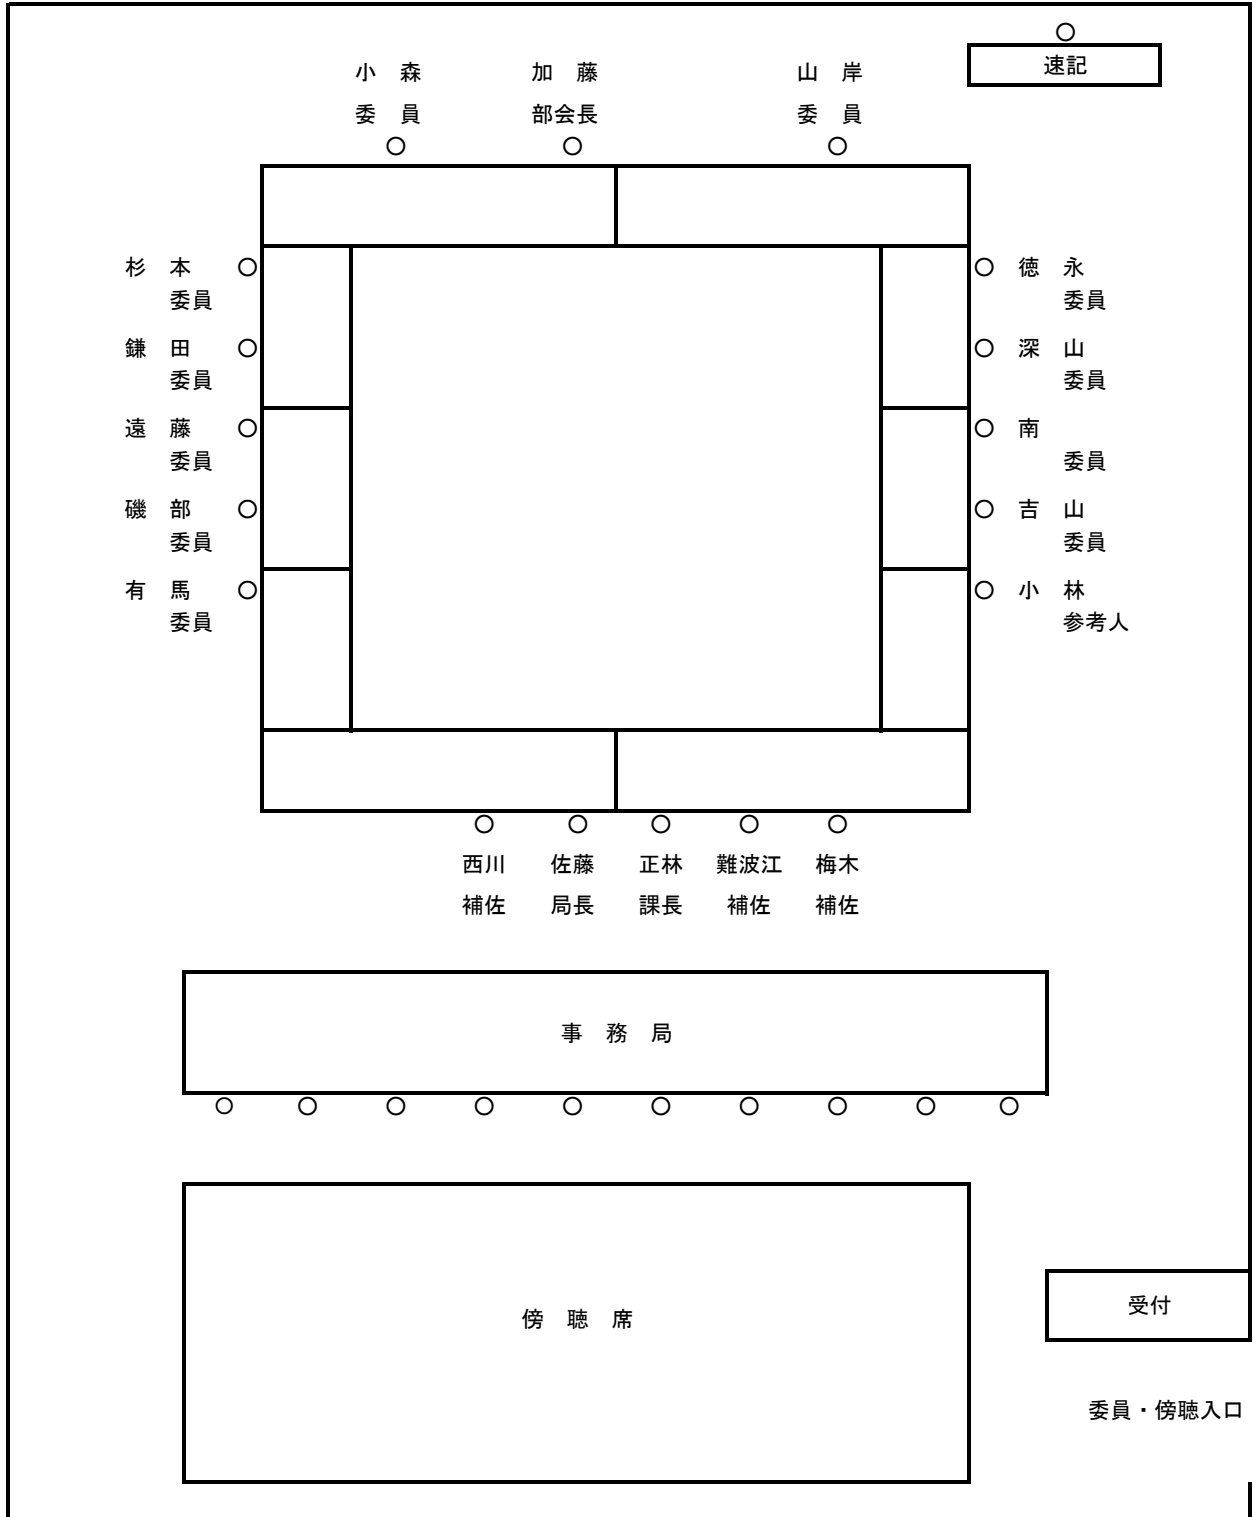 速記
小　森　加　藤　山　岸
委　員　部会長　委　員
杉　本　徳　永
委員　委員
鎌　田　深　山
委員　委員
遠　藤　南
委員　委員
磯　部　吉　山
委員　委員
有　馬　小　林
委員　参考人
西川　佐藤　正林　難波江　梅木
補佐　局長　課長　補佐　補佐
事　務　局
受付
傍　聴　席
委員・傍聴入口